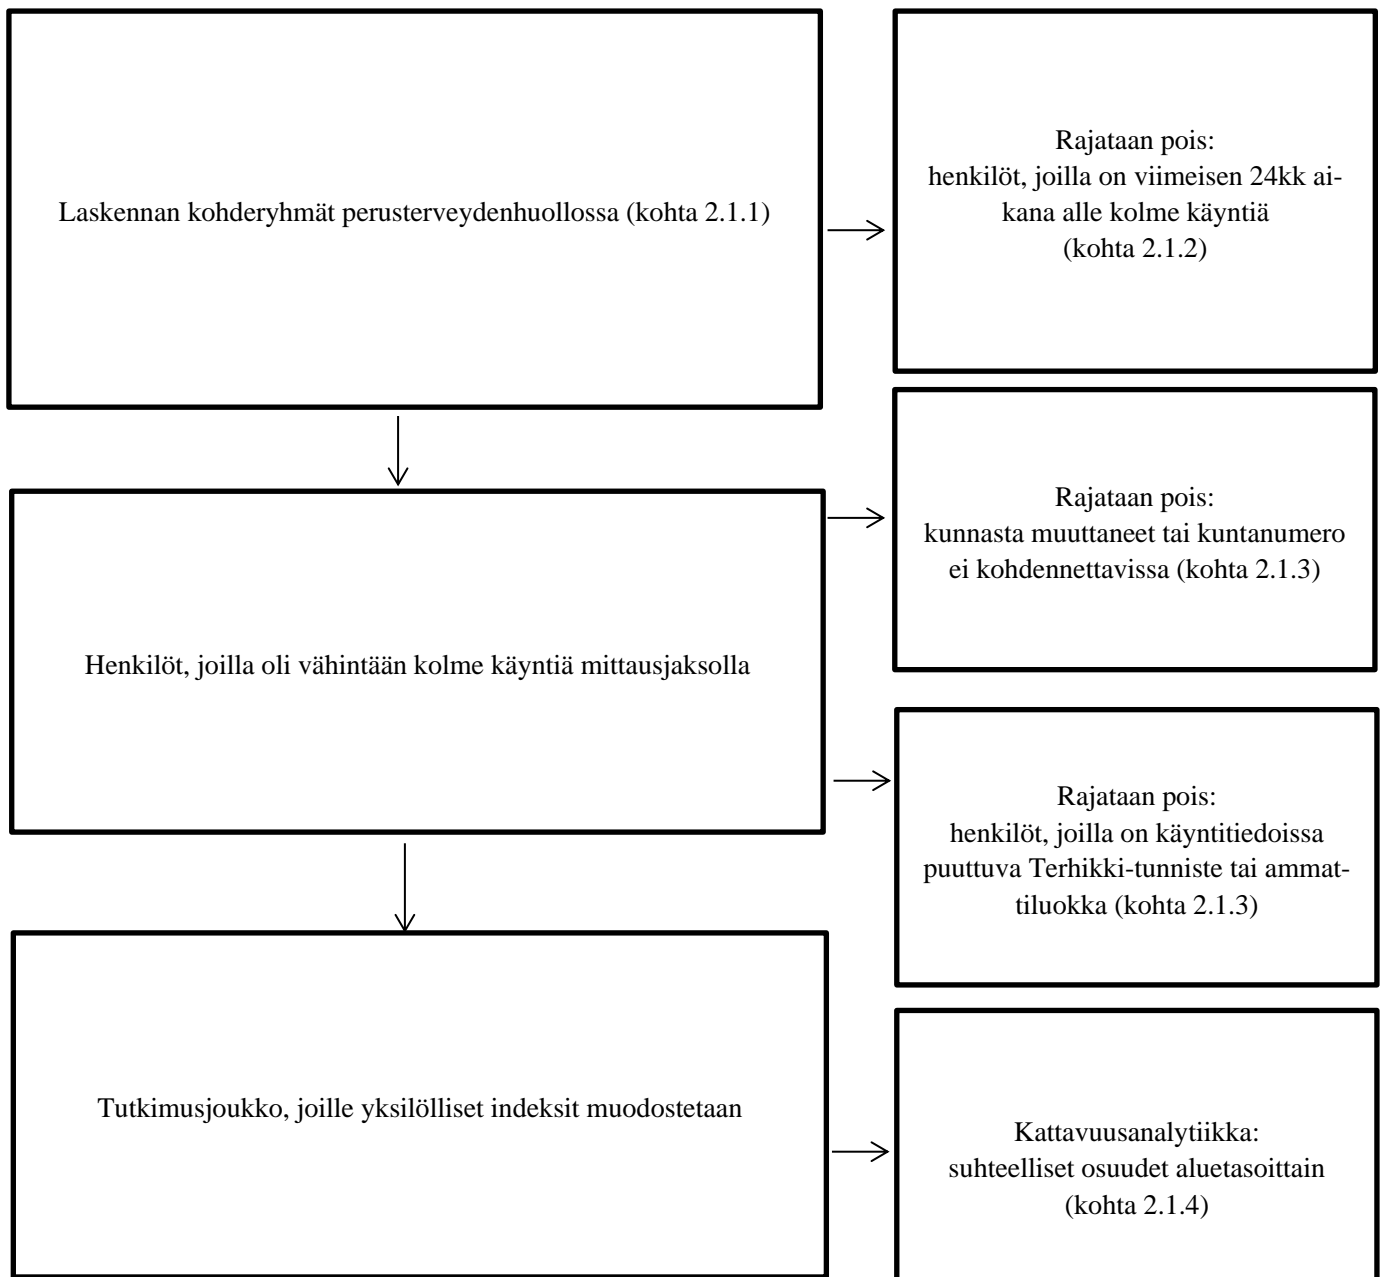 Laskennan kohderyhmät perusterveydenhuollossa (kohta 2.1.1)
Rajataan pois:
henkilöt, joilla on viimeisen 24kk ai-
kana alle kolme käyntiä
(kohta 2.1.2)
Henkilöt, joilla oli vähintään kolme käyntiä mittausjaksolla
Rajataan pois:
kunnasta muuttaneet tai kuntanumero
ei kohdennettavissa (kohta 2.1.3)
Rajataan pois:
henkilöt, joilla on käyntitiedoissa
puuttuva Terhikki-tunniste tai ammat-
tiluokka (kohta 2.1.3)
Tutkimusjoukko, joille yksilölliset indeksit muodostetaan
Kattavuusanalytiikka:
suhteelliset osuudet aluetasoittain
(kohta 2.1.4)